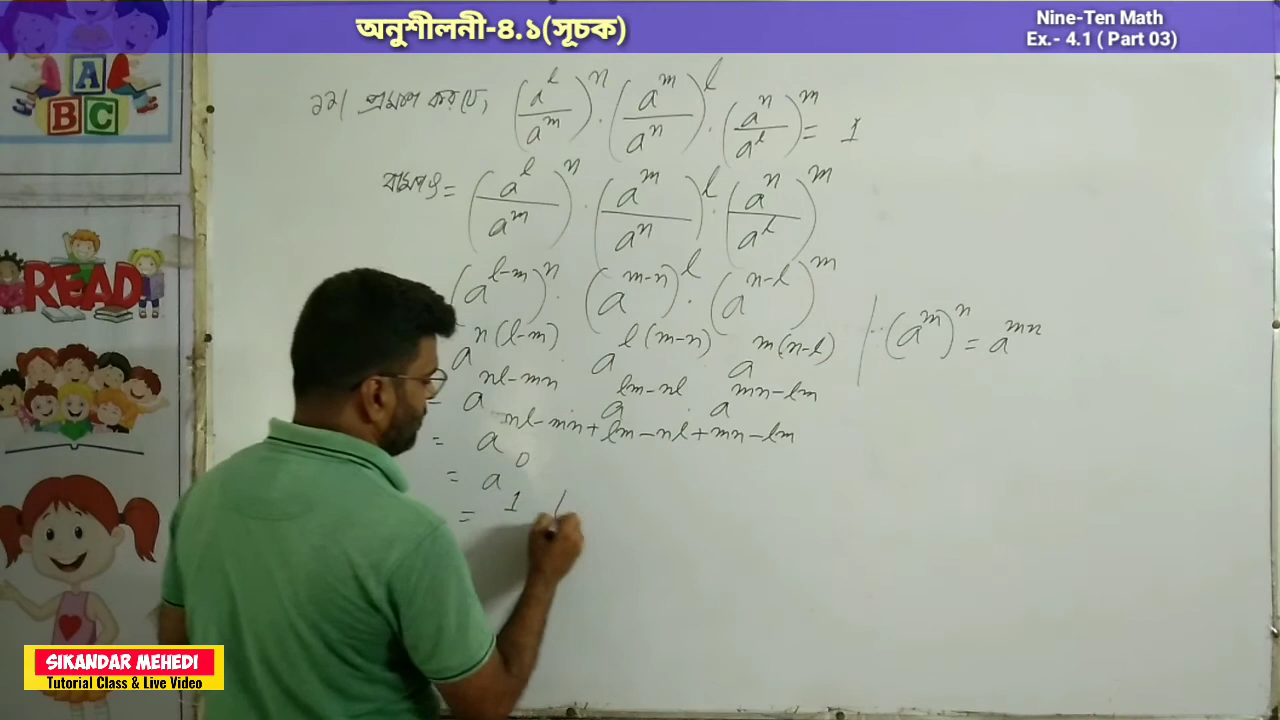 অনুশীলনী-৪.১(সূচক)
Nine-Ten Math
Ex.- 4.1 ( Part 03)
A
B C
READ
১১। প্রমাণ কর যে, (a^l/a^m)^n . (a^m/a^n)^l . (a^n/a^l)^m = 1
বামপক্ষ = (a^l/a^m)^n . (a^m/a^n)^l . (a^n/a^l)^m
(a^{l-m})^n . (a^{m-n})^l . (a^{n-l})^m
a^{n(l-m)} . a^{l(m-n)} . a^{m(n-l)} | ∵ (a^m)^n = a^{mn}
= a^{nl-mn} . a^{lm-nl} . a^{mn-lm}
= a^{nl-mn+lm-nl+mn-lm}
= a^0
= 1
SIKANDAR MEHEDI
Tutorial Class & Live Video